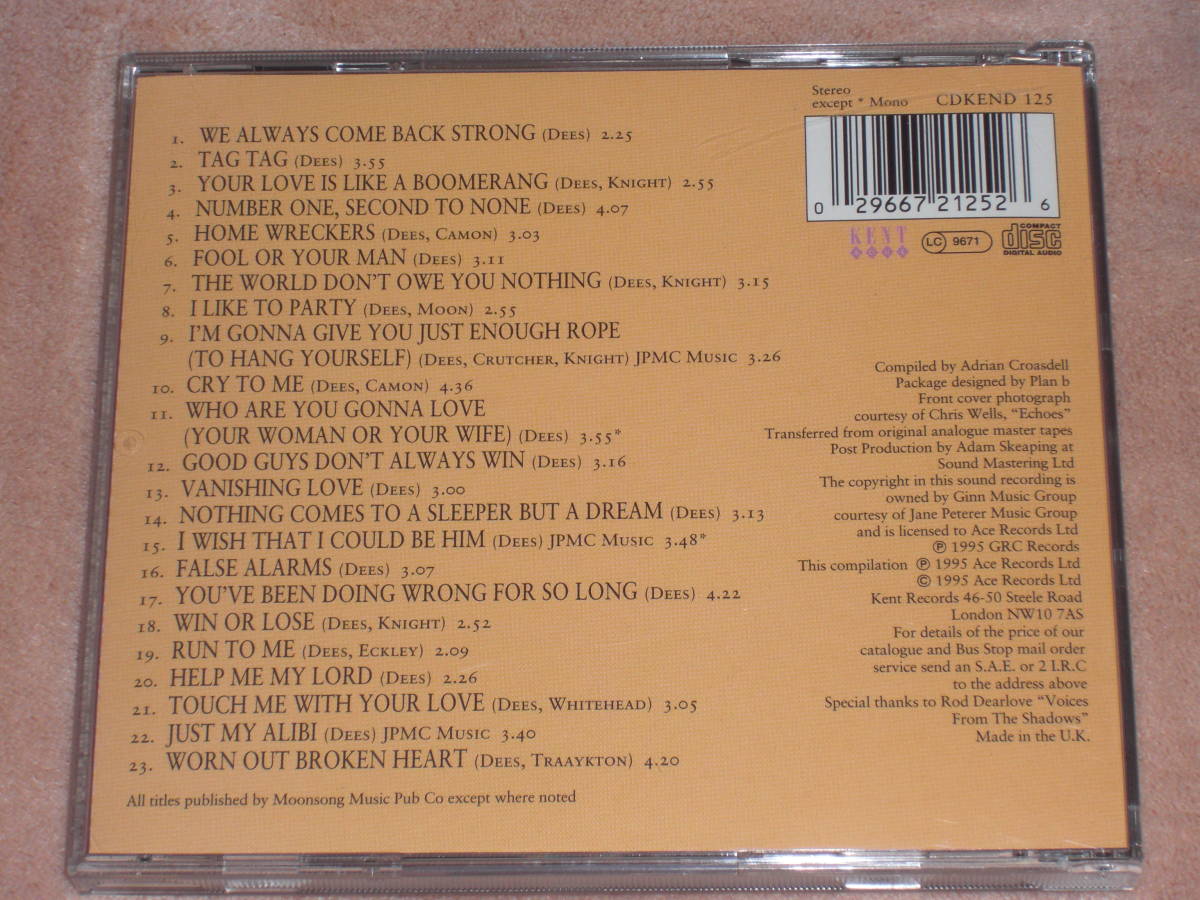 Stereo
except * Mono CDKEND 125
1. WE ALWAYS COME BACK STRONG (DEES) 2.25
2. TAG TAG (DEES) 3.55
3. YOUR LOVE IS LIKE A BOOMERANG (DEES, KNIGHT) 2.55
4. NUMBER ONE, SECOND TO NONE (DEES) 4.07
5. HOME WRECKERS (DEES, CAMON) 3.03
6. FOOL OR YOUR MAN (DEES) 3.11
7. THE WORLD DON'T OWE YOU NOTHING (DEES, KNIGHT) 3.15
8. I LIKE TO PARTY (DEES, MOON) 2.55
9. I'M GONNA GIVE YOU JUST ENOUGH ROPE
(TO HANG YOURSELF) (DEES, CRUTCHER, KNIGHT) JPMC MUSIC 3.26
10. CRY TO ME (DEES, CAMON) 4.36
11. WHO ARE YOU GONNA LOVE
(YOUR WOMAN OR YOUR WIFE) (DEES) 3.55*
12. GOOD GUYS DON'T ALWAYS WIN (DEES) 3.16
13. VANISHING LOVE (DEES) 3.00
14. NOTHING COMES TO A SLEEPER BUT A DREAM (DEES) 3.13
15. I WISH THAT I COULD BE HIM (DEES) JPMC MUSIC 3.48*
16. FALSE ALARMS (DEES) 3.07
17. YOU'VE BEEN DOING WRONG FOR SO LONG (DEES) 4.22
18. WIN OR LOSE (DEES, KNIGHT) 2.52
19. RUN TO ME (DEES, ECKLEY) 2.09
20. HELP ME MY LORD (DEES) 2.26
21. TOUCH ME WITH YOUR LOVE (DEES, WHITEHEAD) 3.05
22. JUST MY ALIBI (DEES) JPMC MUSIC 3.40
23. WORN OUT BROKEN HEART (DEES, TRAAYKTON) 4.20
All titles published by Moonsong Music Pub Co except where noted
0 29667 21252 6
KENT
SOUL
LC 9671
COMPACT
disc
DIGITAL AUDIO
Compiled by Adrian Croasdell
Package designed by Plan b
Front cover photograph
courtesy of Chris Wells, "Echoes"
Transferred from original analogue master tapes
Post Production by Adam Skeaping at
Sound Mastering Ltd
The copyright in this sound recording is
owned by Ginn Music Group
courtesy of Jane Peterer Music Group
and is licensed to Ace Records Ltd
℗ 1995 GRC Records
This compilation ℗ 1995 Ace Records Ltd
© 1995 Ace Records Ltd
Kent Records 46-50 Steele Road
London NW10 7AS
For details of the price of our
catalogue and Bus Stop mail order
service send an S.A.E. or 2 I.R.C
to the address above
Special thanks to Rod Dearlove "Voices
From The Shadows"
Made in the U.K.